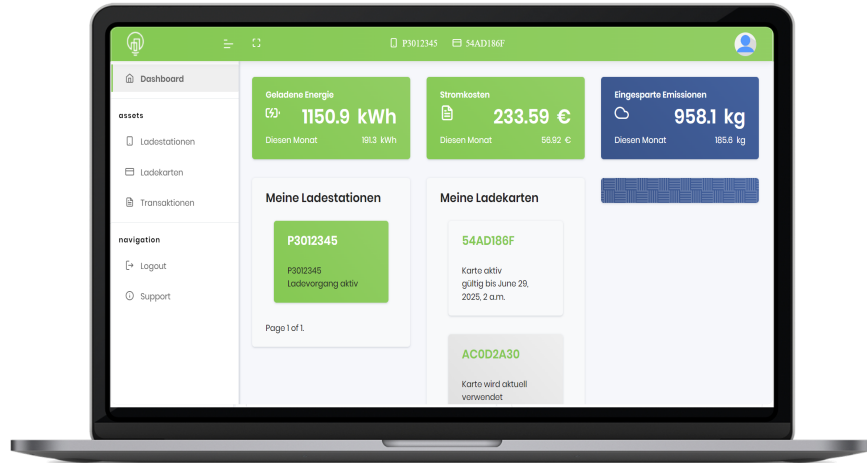 P3012345 54AD186F
Dashboard
assets
Ladestationen
Ladekarten
Transaktionen
navigation
Logout
Support
Geladene Energie
1150.9 kWh
Diesen Monat 191.3 kWh
Stromkosten
233.59 €
Diesen Monat 56.92 €
Eingesparte Emissionen
958.1 kg
Diesen Monat 185.6 kg
Meine Ladestationen
P3012345
P3012345
Ladevorgang aktiv
Page 1 of 1.
Meine Ladekarten
54AD186F
Karte aktiv
gültig bis June 29,
2025, 2 a.m.
AC0D2A30
Karte wird aktuell
verwendet